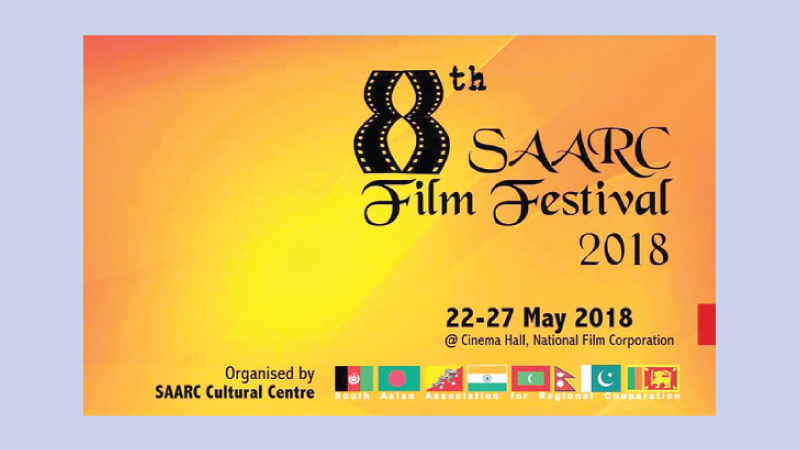 8th
SAARC
Film Festival
2018
22-27 May 2018
@ Cinema Hall, National Film Corporation
Organised by
SAARC Cultural Centre
South Asian Association for Regional Cooperation